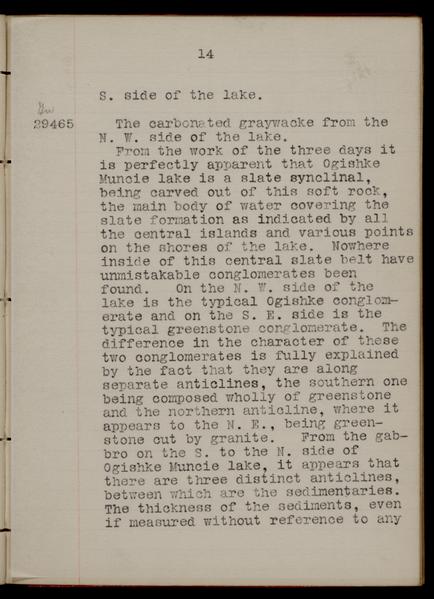 14
S. side of the lake.
29465 The carbonated graywacke from the
N. W. side of the lake.
From the work of the three days it
is perfectly apparent that Ogishke
Muncie lake is a slate synclinal,
being carved out of this soft rock,
the main body of water covering the
slate formation as indicated by all
the central islands and various points
on the shores of the lake. Nowhere
inside of this central slate belt have
unmistakable conglomerates been
found. On the N. W. side of the
lake is the typical Ogishke conglom-
erate and on the S. E. side is the
typical greenstone conglomerate. The
difference in the character of these
two conglomerates is fully explained
by the fact that they are along
separate anticlines, the southern one
being composed wholly of greenstone
and the northern anticline, where it
appears to the N. E., being green-
stone cut by granite. From the gab-
bro on the S. to the N. side of
Ogishke Muncie lake, it appears that
there are three distinct anticlines,
between which are the sedimentaries.
The thickness of the sediments, even
if measured without reference to any